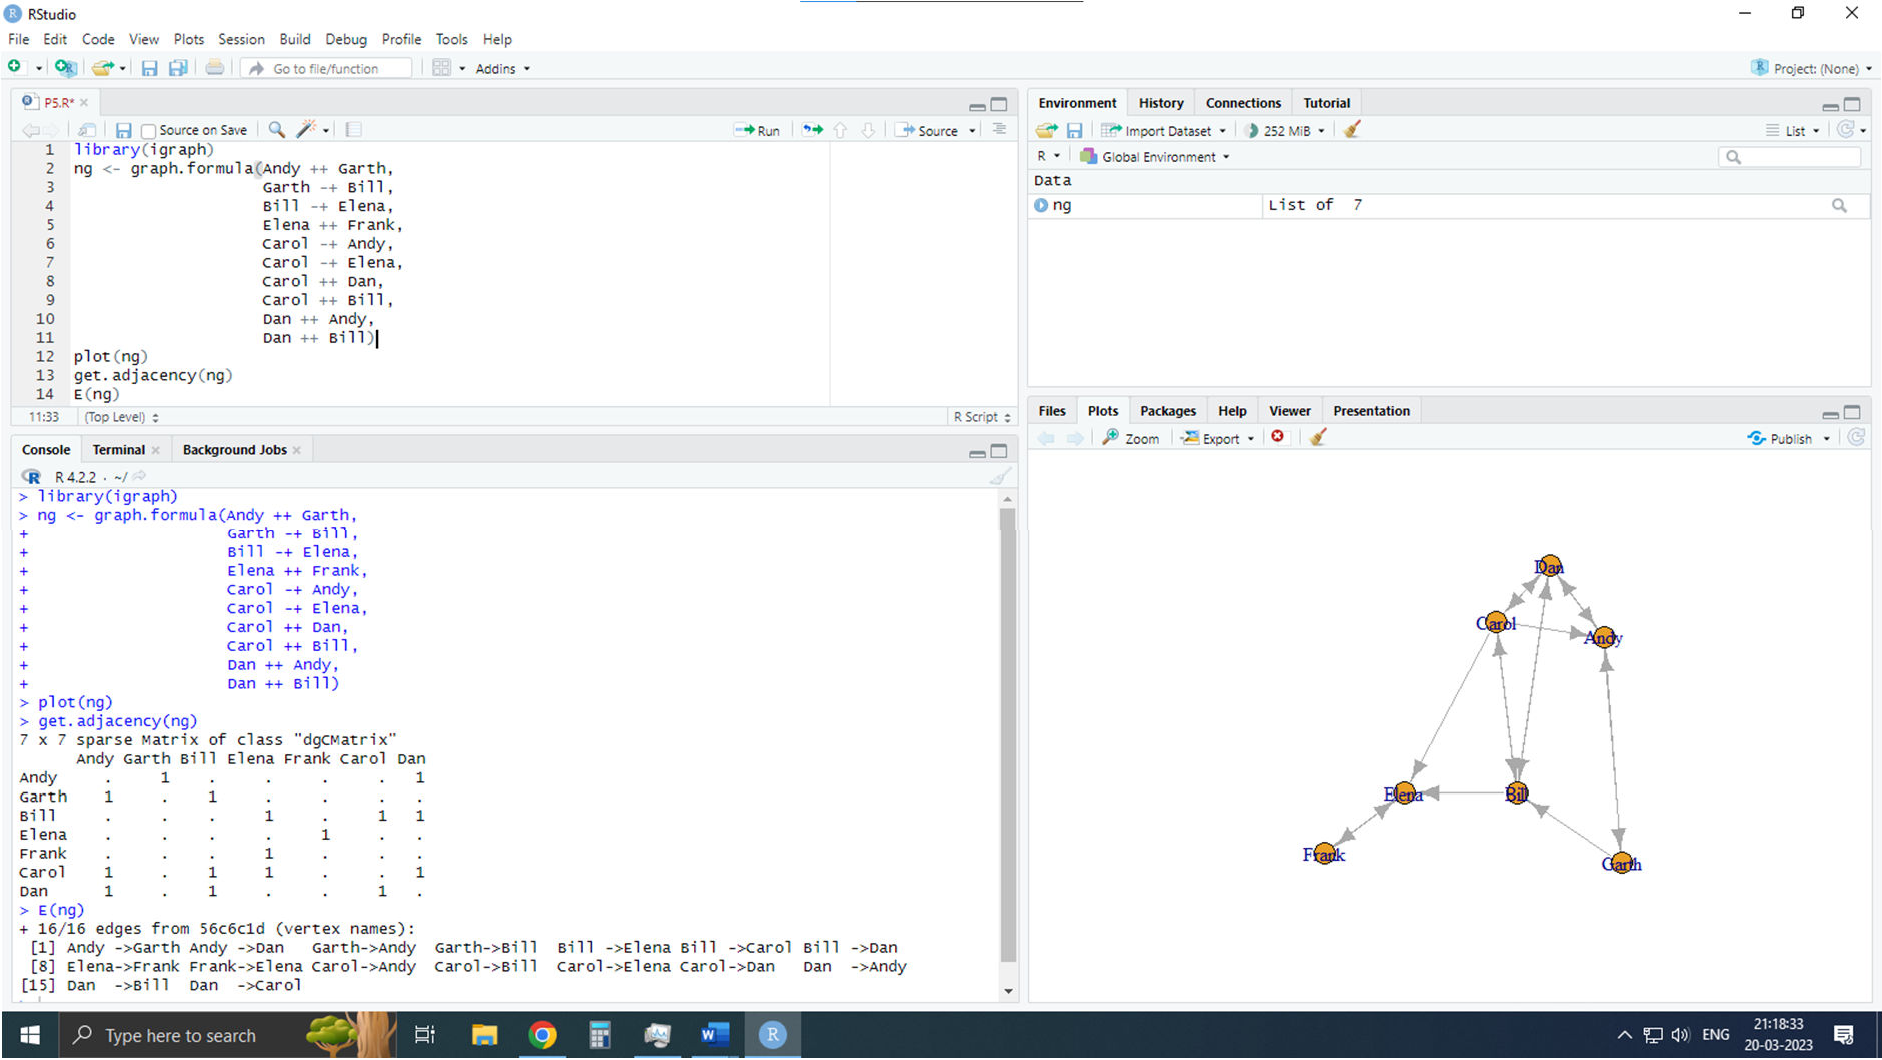 RStudio
File Edit Code View Plots Session Build Debug Profile Tools Help
Go to file/function Addins Project: (None)
P5.R*
Source on Save Run Source
1 library(igraph)
2 ng <- graph.formula(Andy ++ Garth,
3 Garth -+ Bill,
4 Bill -+ Elena,
5 Elena ++ Frank,
6 Carol -+ Andy,
7 Carol -+ Elena,
8 Carol ++ Dan,
9 Carol ++ Bill,
10 Dan ++ Andy,
11 Dan ++ Bill)
12 plot(ng)
13 get.adjacency(ng)
14 E(ng)
11:33 (Top Level) R Script
Console Terminal Background Jobs
R 4.2.2 · ~/
> library(igraph)
> ng <- graph.formula(Andy ++ Garth,
+ Garth -+ Bill,
+ Bill -+ Elena,
+ Elena ++ Frank,
+ Carol -+ Andy,
+ Carol -+ Elena,
+ Carol ++ Dan,
+ Carol ++ Bill,
+ Dan ++ Andy,
+ Dan ++ Bill)
> plot(ng)
> get.adjacency(ng)
7 x 7 sparse Matrix of class "dgCMatrix"
Andy Garth Bill Elena Frank Carol Dan
Andy . 1 . . . . 1
Garth 1 . 1 . . . .
Bill . . . 1 . 1 1
Elena . . . . 1 . .
Frank . . . 1 . . .
Carol 1 . 1 1 . . 1
Dan 1 . 1 . . 1 .
> E(ng)
+ 16/16 edges from 56c6c1d (vertex names):
[1] Andy ->Garth Andy ->Dan Garth->Andy Garth->Bill Bill ->Elena Bill ->Carol Bill ->Dan
[8] Elena->Frank Frank->Elena Carol->Andy Carol->Bill Carol->Elena Carol->Dan Dan ->Andy
[15] Dan ->Bill Dan ->Carol
Environment History Connections Tutorial
Import Dataset 252 MiB List
R Global Environment
Data
ng List of 7
Files Plots Packages Help Viewer Presentation
Zoom Export Publish
Dan
Carol
Andy
Elena
Bill
Frank
Garth
Type here to search
ENG
21:18:33
20-03-2023